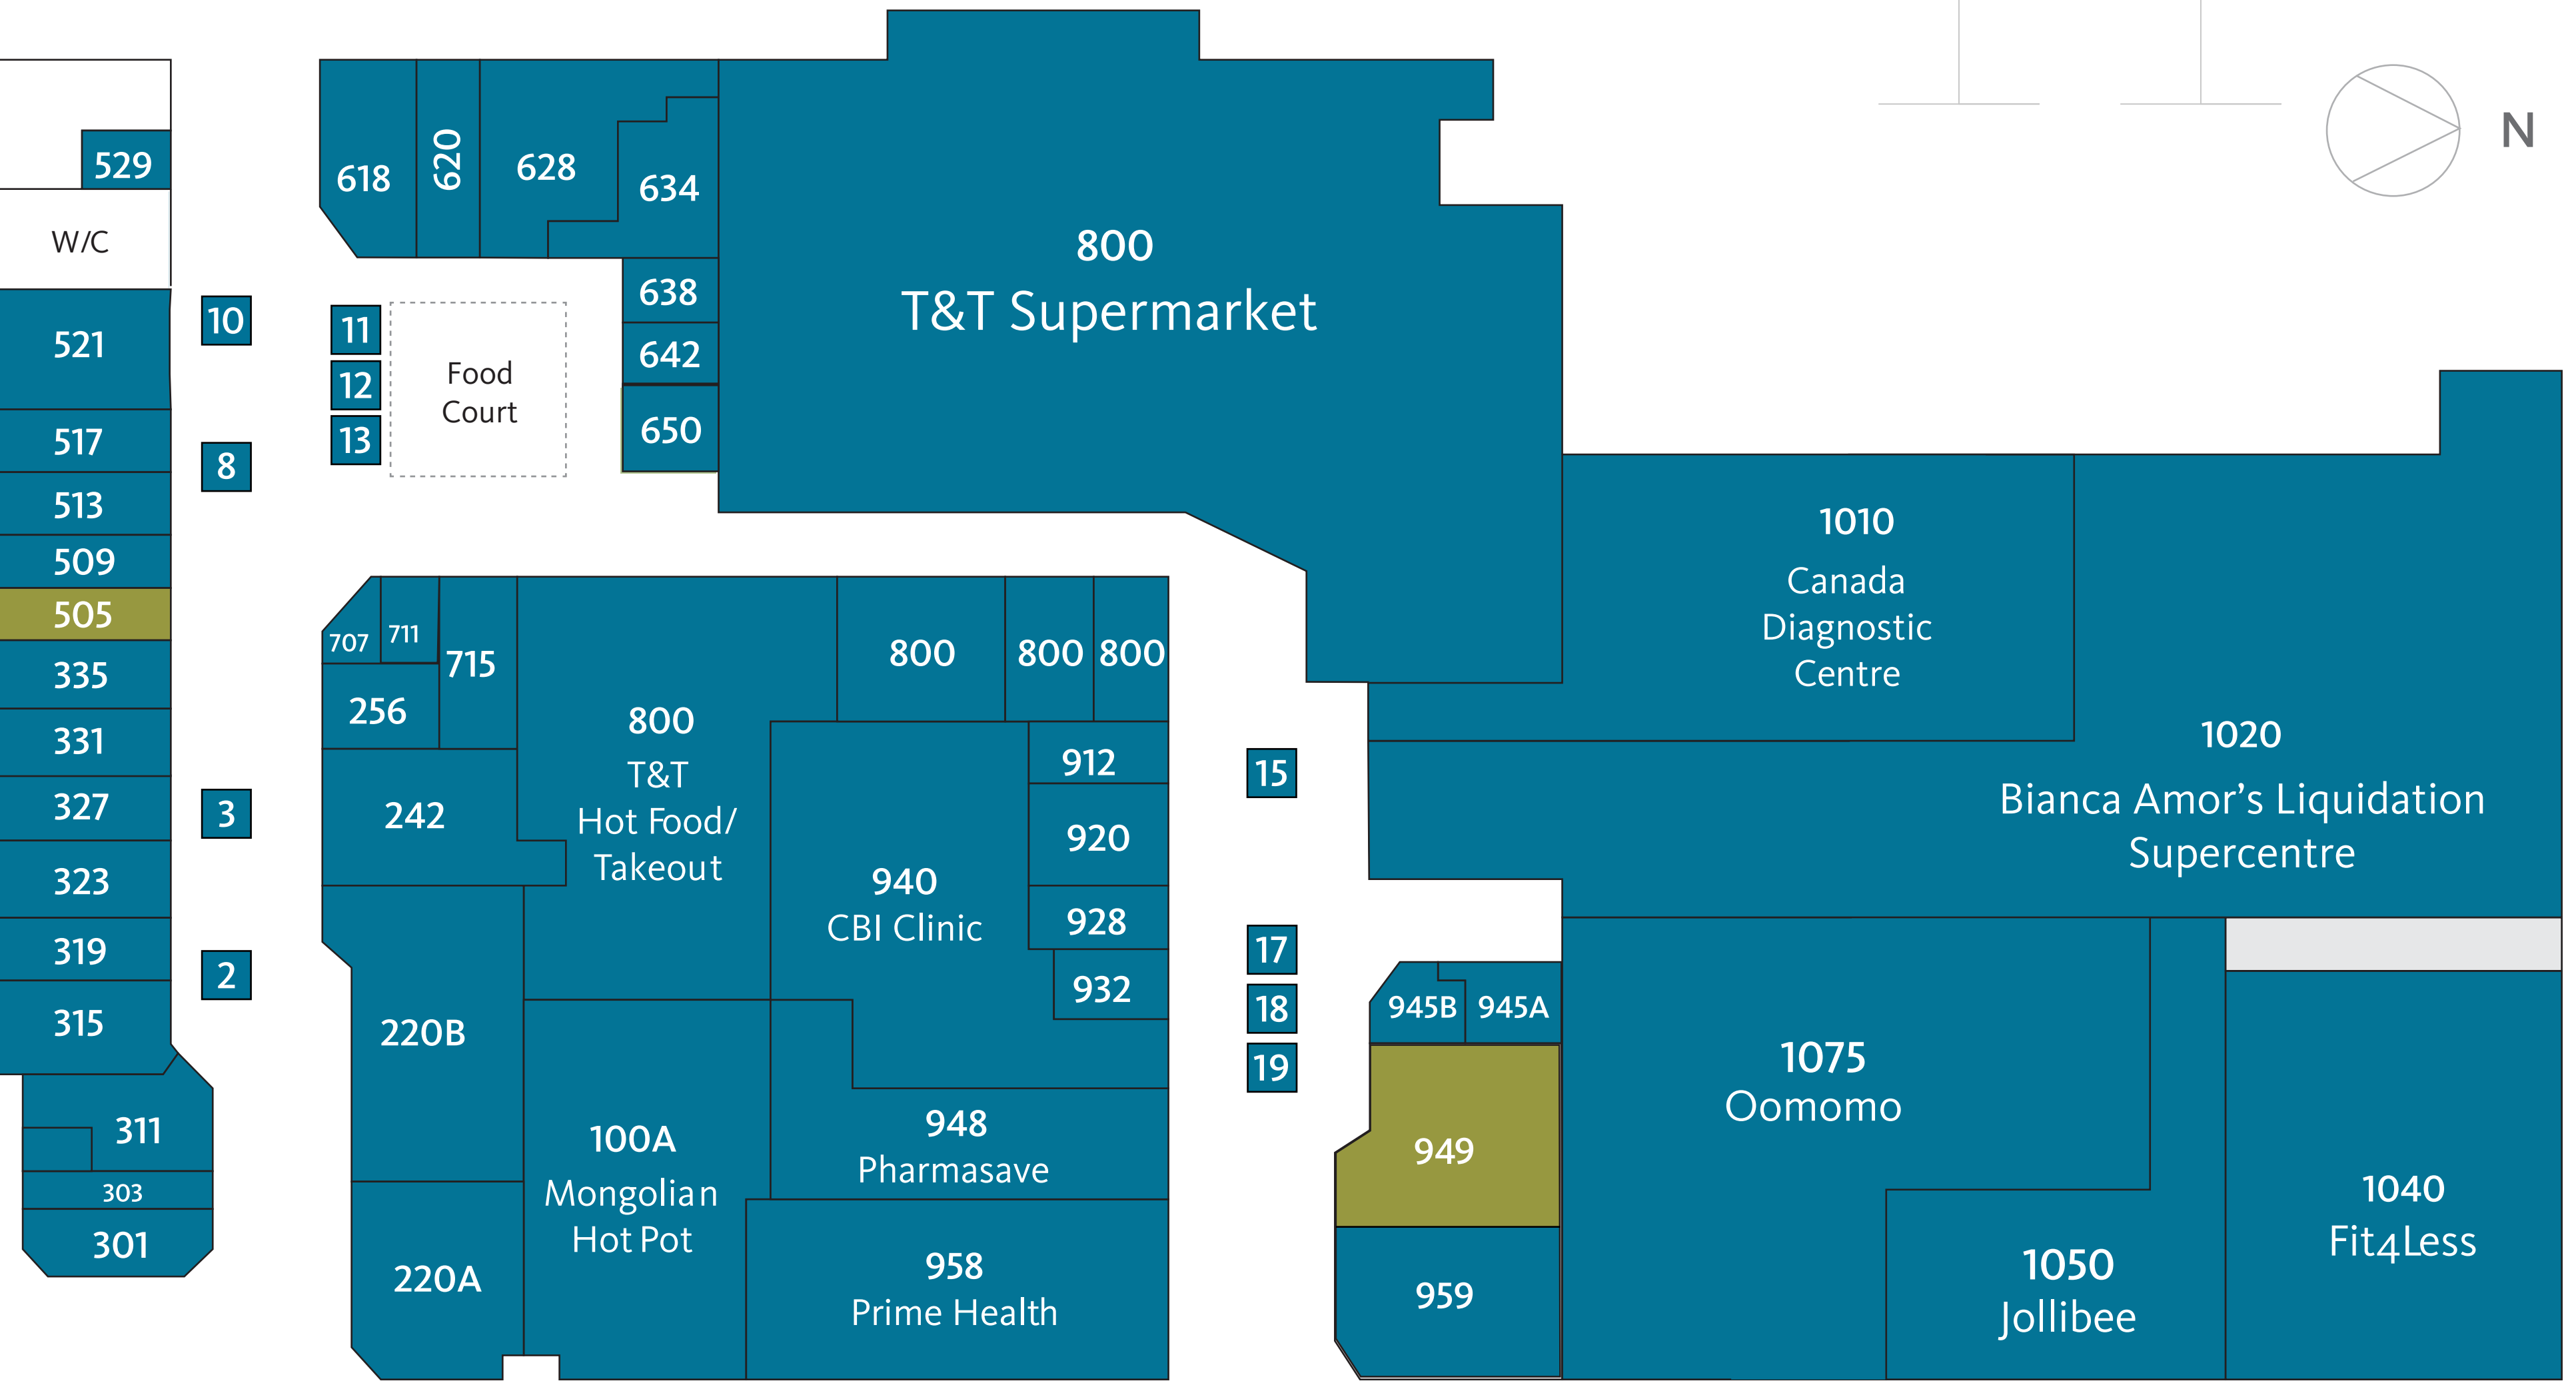 N
529
W/C
521
517
513
509
505
335
331
327
323
319
315
311
303
301
10
8
3
2
618
620
628
634
638
642
650
11
12
13
Food
Court
800
T&T Supermarket
707
711
715
256
242
220B
220A
800
T&T
Hot Food/
Takeout
800
800
800
912
920
928
932
940
CBI Clinic
100A
Mongolian
Hot Pot
948
Pharmasave
958
Prime Health
15
17
18
19
945B
945A
949
959
1010
Canada
Diagnostic
Centre
1020
Bianca Amor’s Liquidation
Supercentre
1075
Oomomo
1050
Jollibee
1040
Fit4Less